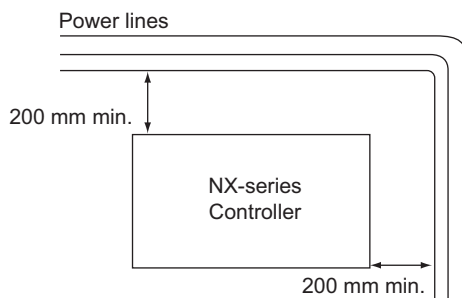 Power lines
200 mm min.
NX-series
Controller
200 mm min.